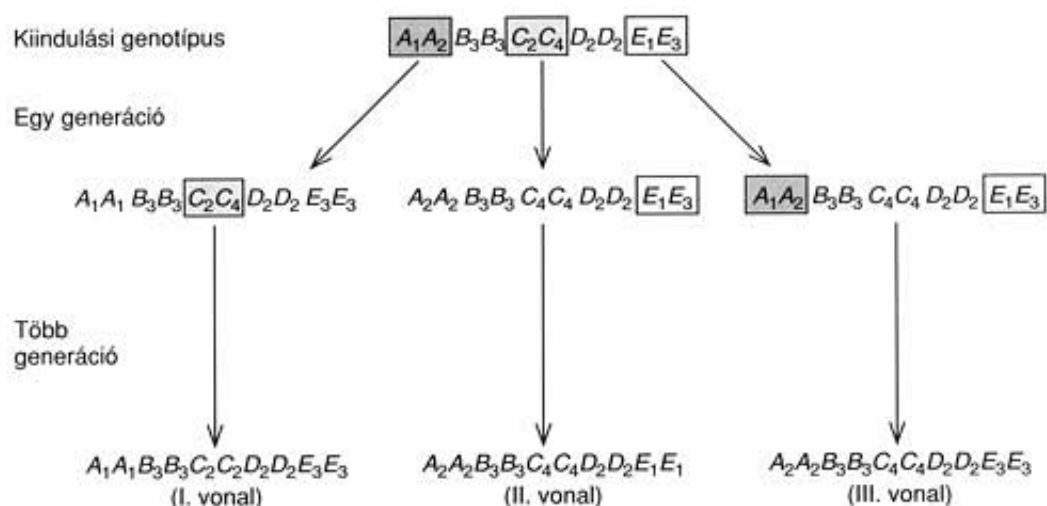 Kiindulási genotípus
A₁A₂ B₃B₃ C₂C₄ D₂D₂ E₁E₃
Egy generáció
A₁A₁ B₃B₃ C₂C₄ D₂D₂ E₃E₃
A₂A₂ B₃B₃ C₄C₄ D₂D₂ E₁E₃
A₁A₂ B₃B₃ C₄C₄ D₂D₂ E₁E₃
Több
generáció
A₁A₁B₃B₃C₂C₂D₂D₂E₃E₃
(I. vonal)
A₂A₂B₃B₃C₄C₄D₂D₂E₁E₁
(II. vonal)
A₂A₂B₃B₃C₄C₄D₂D₂E₃E₃
(III. vonal)